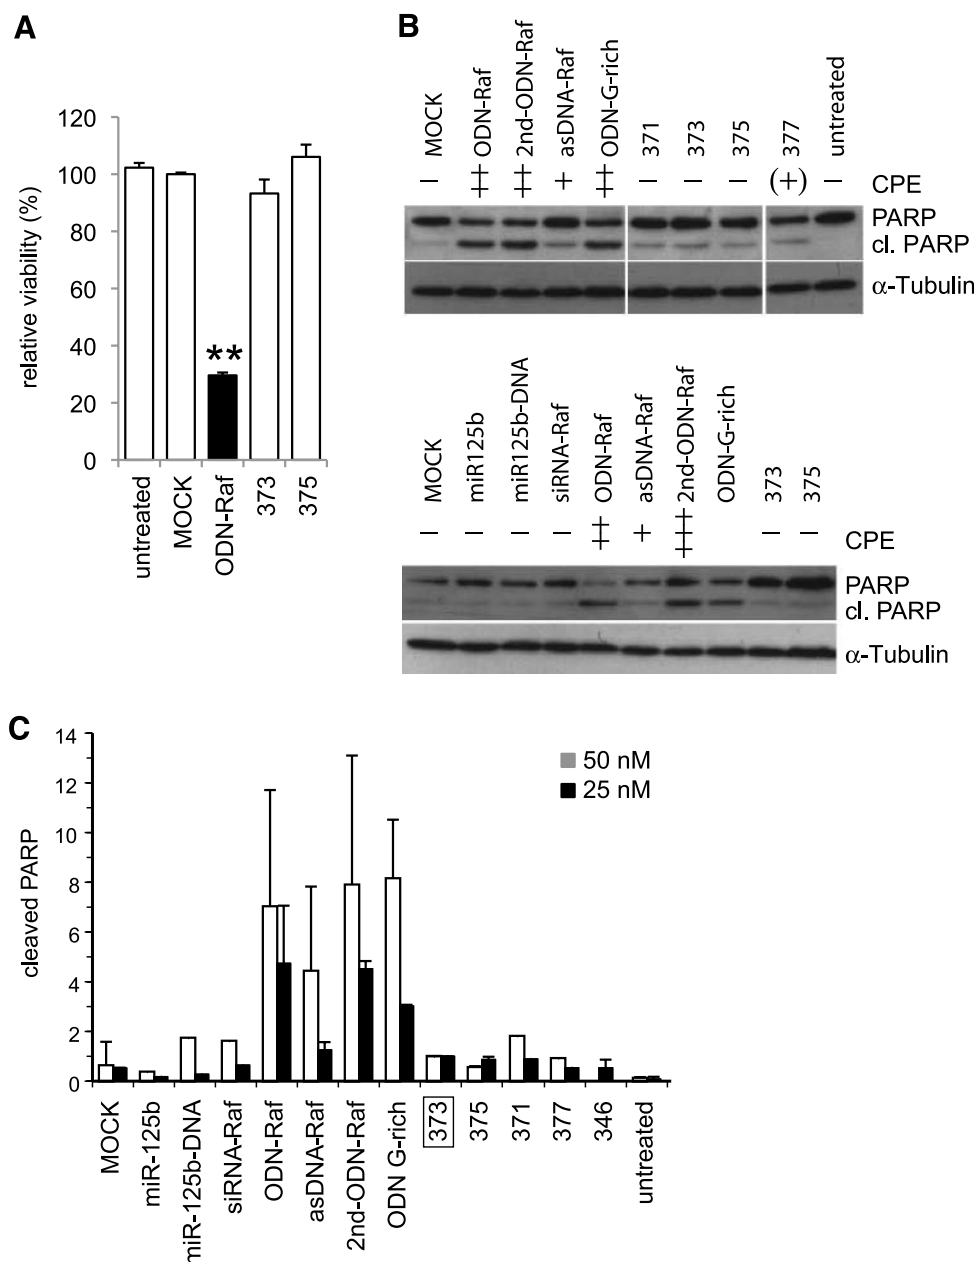 A
120
100
80
60
40
20
0
relative viability (%)
**
untreated
MOCK
ODN-Raf
373
375
B
MOCK
ODN-Raf
2nd-ODN-Raf
asDNA-Raf
ODN-G-rich
371
373
375
377
untreated
− ++ ++ + ++ − − − (+) − CPE
PARP
cl. PARP
α-Tubulin
MOCK
miR125b
miR125b-DNA
siRNA-Raf
ODN-Raf
asDNA-Raf
2nd-ODN-Raf
ODN-G-rich
373
375
− − − − ++ + +++ − − CPE
PARP
cl. PARP
α-Tubulin
C
14
12
10
8
6
4
2
0
cleaved PARP
50 nM
25 nM
MOCK
miR-125b
miR-125b-DNA
siRNA-Raf
ODN-Raf
asDNA-Raf
2nd-ODN-Raf
ODN G-rich
373
375
371
377
346
untreated